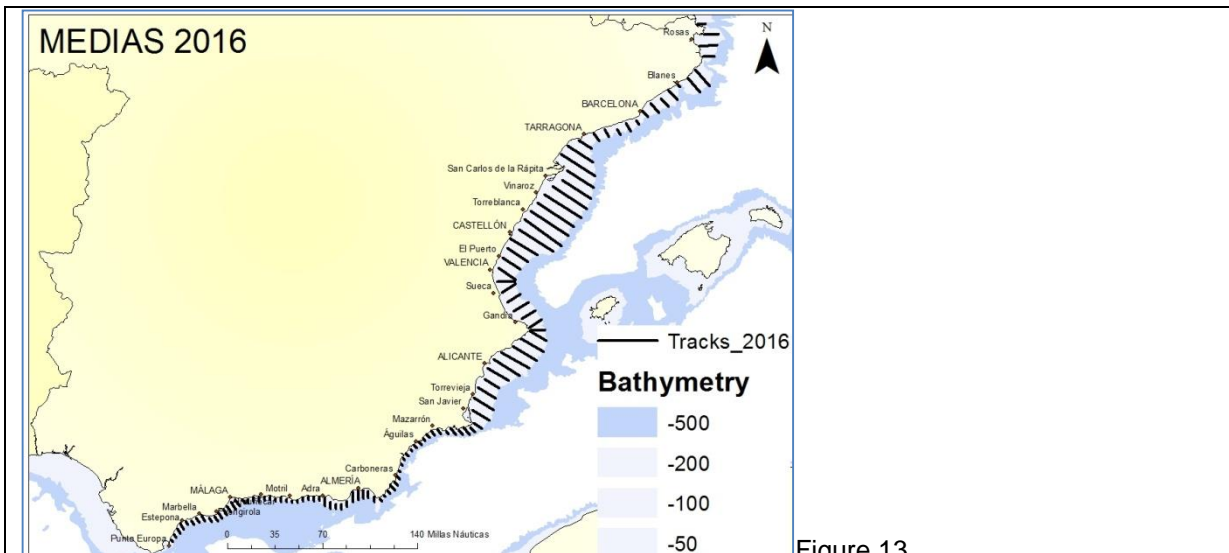 MEDIAS 2016
N
Rosas
Blanes
BARCELONA
TARRAGONA
San Carlos de la Rápita
Vinaroz
Torreblanca
CASTELLÓN
El Puerto
VALENCIA
Sueca
Gandía
ALICANTE
Torrevieja
San Javier
Mazarrón
Águilas
Carboneras
ALMERÍA
Adra
Motril
MÁLAGA
Marbella
Estepona
Punta Europa
0 35 70 140 Millas Náuticas
Tracks_2016
Bathymetry
-500
-200
-100
-50
Figure 13